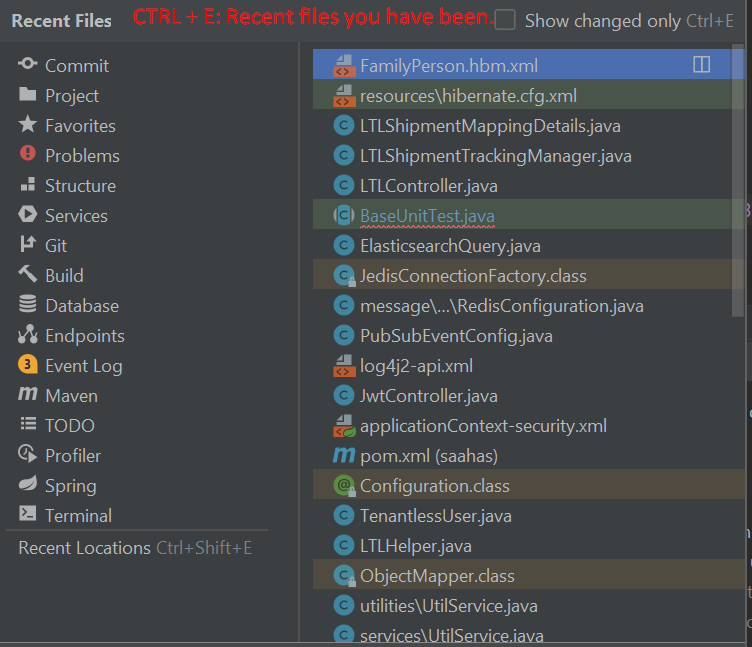 Recent Files CTRL + E: Recent files you have been. Show changed only Ctrl+E
Commit
Project
Favorites
Problems
Structure
Services
Git
Build
Database
Endpoints
3 Event Log
m Maven
TODO
Profiler
Spring
Terminal
Recent Locations Ctrl+Shift+E
FamilyPerson.hbm.xml
resources\hibernate.cfg.xml
C LTLShipmentMappingDetails.java
C LTLShipmentTrackingManager.java
C LTLController.java
C BaseUnitTest.java
C ElasticsearchQuery.java
C JedisConnectionFactory.class
C message\...\RedisConfiguration.java
C PubSubEventConfig.java
log4j2-api.xml
C JwtController.java
applicationContext-security.xml
m pom.xml (saahas)
@ Configuration.class
C TenantlessUser.java
C LTLHelper.java
C ObjectMapper.class
C utilities\UtilService.java
C services\UtilService.java